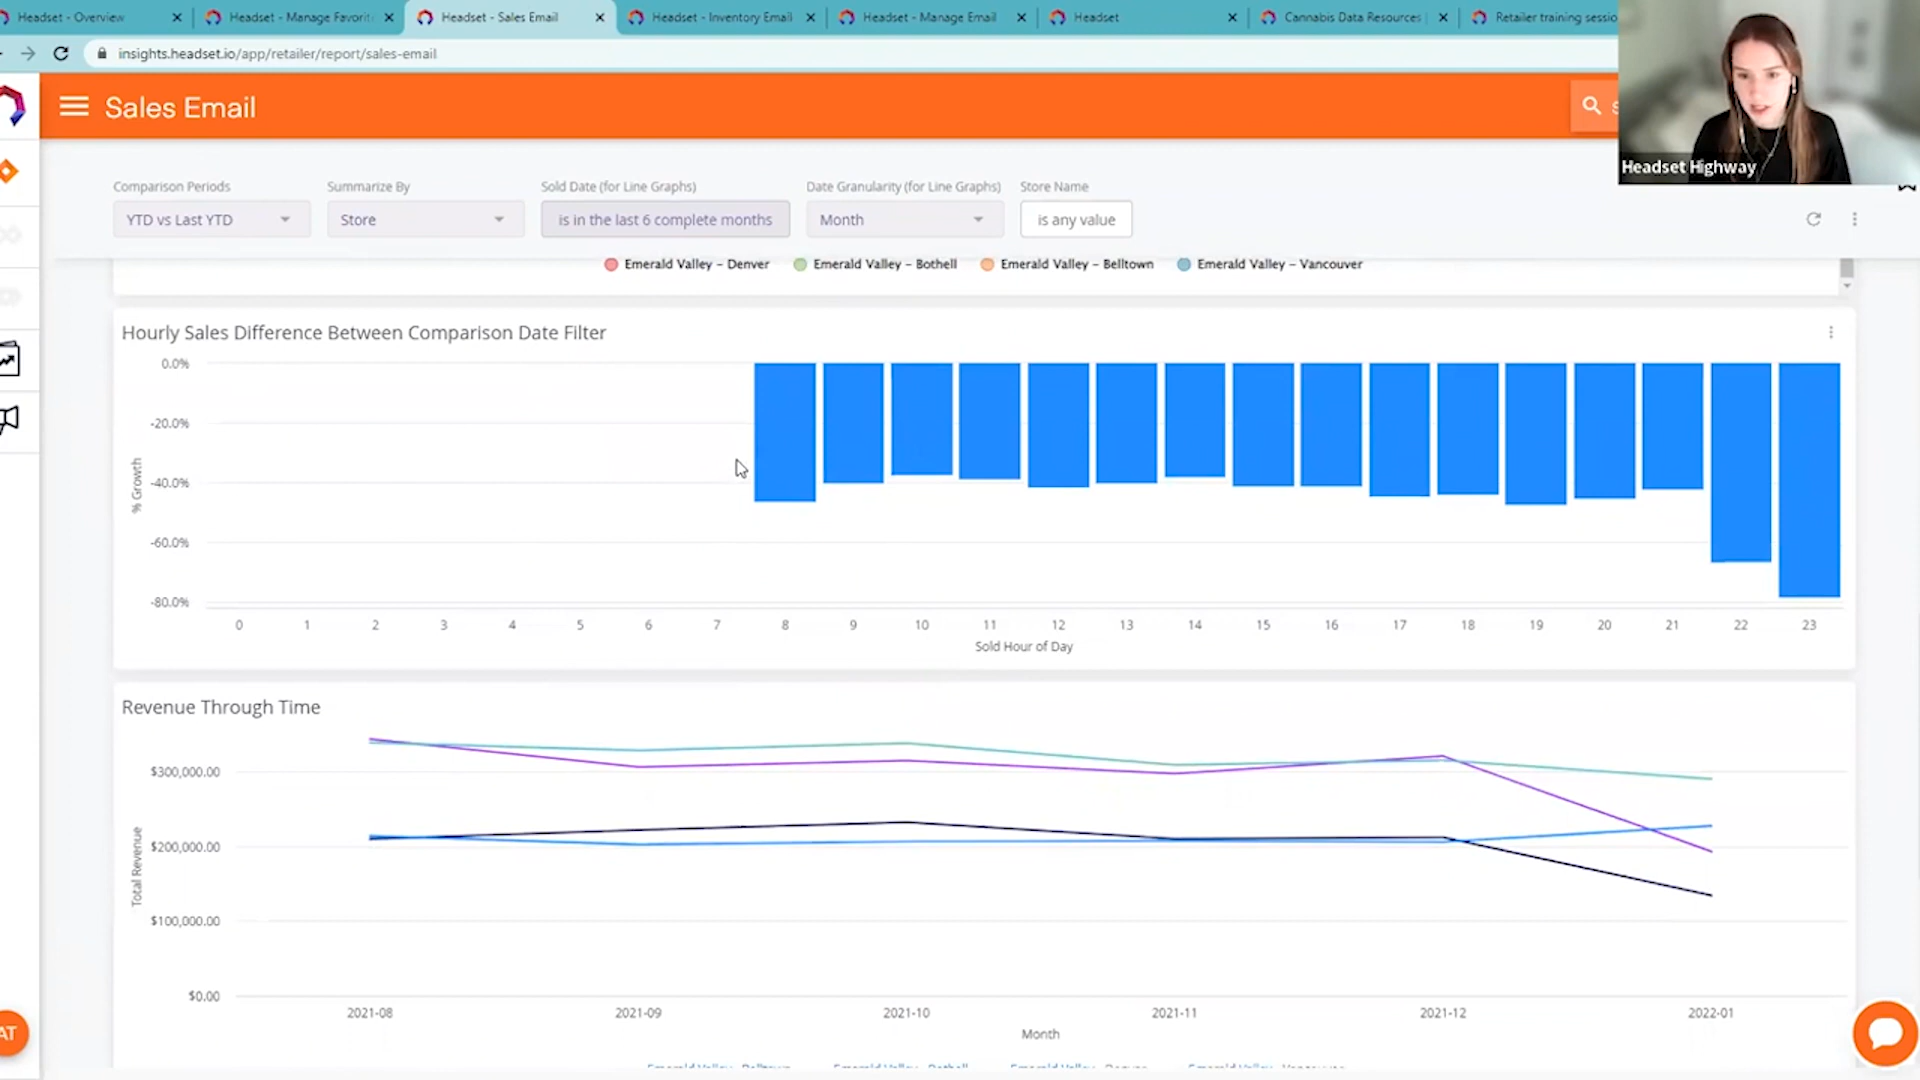 Headset - Overview
Headset - Manage Favorit
Headset - Sales Email
Headset - Inventory Email
Headset - Manage Email
Headset
Cannabis Data Resources
Retailer training sessio
insights.headset.io/app/retailer/report/sales-email
Sales Email
Headset Highway
Comparison Periods
Summarize By
Sold Date (for Line Graphs)
Date Granularity (for Line Graphs)
Store Name
YTD vs Last YTD
Store
is in the last 6 complete months
Month
is any value
Emerald Valley – Denver
Emerald Valley – Bothell
Emerald Valley – Belltown
Emerald Valley – Vancouver
Hourly Sales Difference Between Comparison Date Filter
0.0%
-20.0%
-40.0%
-60.0%
-80.0%
% Growth
0 1 2 3 4 5 6 7 8 9 10 11 12 13 14 15 16 17 18 19 20 21 22 23
Sold Hour of Day
Revenue Through Time
$300,000.00
$200,000.00
$100,000.00
$0.00
Total Revenue
2021-08 2021-09 2021-10 2021-11 2021-12 2022-01
Month
AT